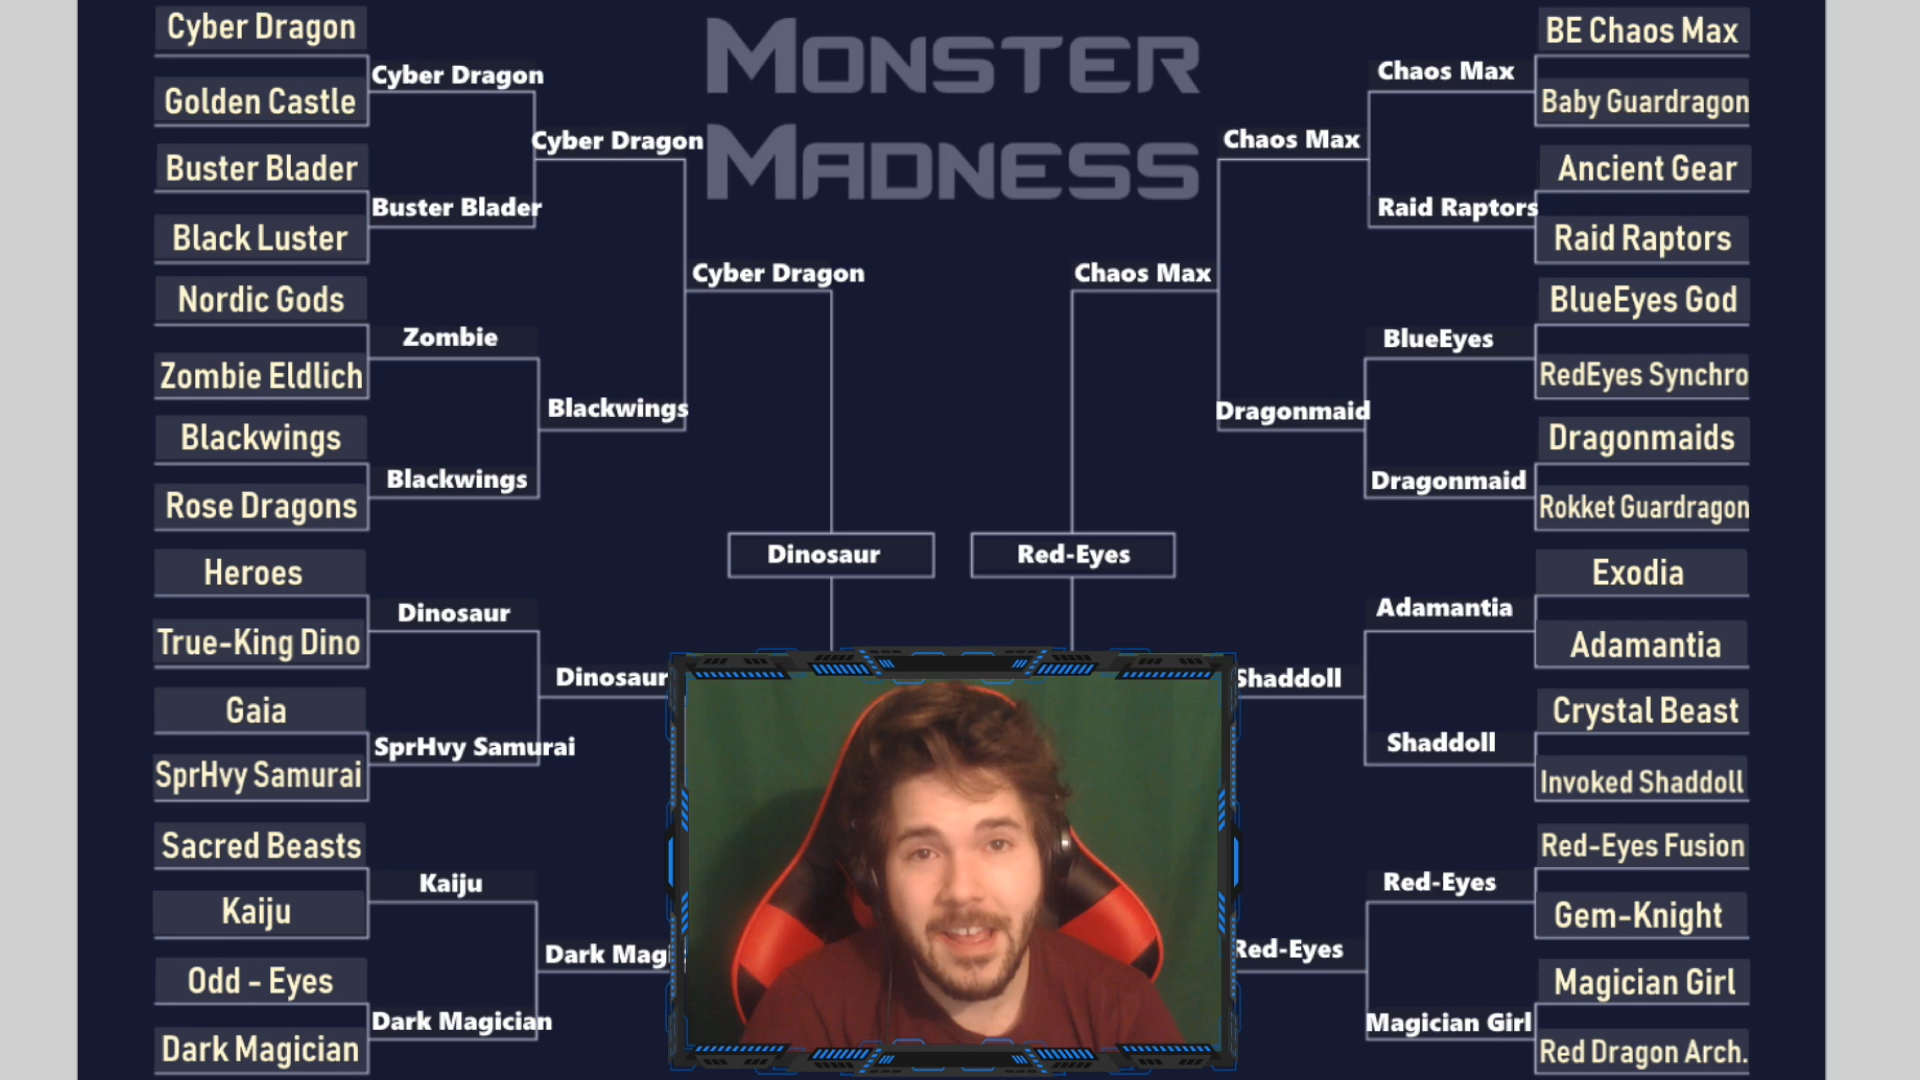 Monster
Madness
Cyber Dragon
Golden Castle
Buster Blader
Black Luster
Nordic Gods
Zombie Eldlich
Blackwings
Rose Dragons
Heroes
True-King Dino
Gaia
SprHvy Samurai
Sacred Beasts
Kaiju
Odd - Eyes
Dark Magician
Cyber Dragon
Buster Blader
Zombie
Blackwings
Dinosaur
SprHvy Samurai
Kaiju
Dark Magician
Cyber Dragon
Blackwings
Dinosaur
Dark Magi
Cyber Dragon
Dinosaur
Red-Eyes
Chaos Max
Chaos Max
Dragonmaid
Shaddoll
Red-Eyes
Chaos Max
Raid Raptors
BlueEyes
Dragonmaid
Adamantia
Shaddoll
Red-Eyes
Magician Girl
BE Chaos Max
Baby Guardragon
Ancient Gear
Raid Raptors
BlueEyes God
RedEyes Synchro
Dragonmaids
Rokket Guardragon
Exodia
Adamantia
Crystal Beast
Invoked Shaddoll
Red-Eyes Fusion
Gem-Knight
Magician Girl
Red Dragon Arch.